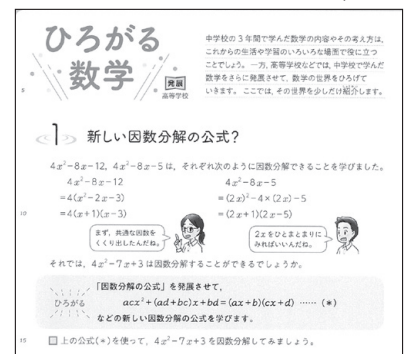 ひろがる
数学
発展
高等学校
中学校の3年間で学んだ数学の内容やその考え方は、
これからの生活や学習のいろいろな場面で役に立つ
ことでしょう。一方、高等学校などでは、中学校で学んだ
数学をさらに発展させて、数学の世界をひろげて
いきます。ここでは、その世界を少しだけ紹介します。
5
1 新しい因数分解の公式?
4x²-8x-12, 4x²-8x-5は、それぞれ次のように因数分解できることを学びました。
4x²-8x-12
=4(x²-2x-3)
10
=4(x+1)(x-3)
4x²-8x-5
=(2x)²-4×(2x)-5
=(2x+1)(2x-5)
まず、共通な因数を
くくり出したんだね。
2xをひとまとまりに
みればいいんだね。
それでは、4x²-7x+3は因数分解することができるでしょうか。
ひろがる
「因数分解の公式」を発展させて、
acx²+(ad+bc)x+bd=(ax+b)(cx+d) …… (*)
などの新しい因数分解の公式を学びます。
15
□ 上の公式(*)を使って、4x²-7x+3を因数分解してみましょう。